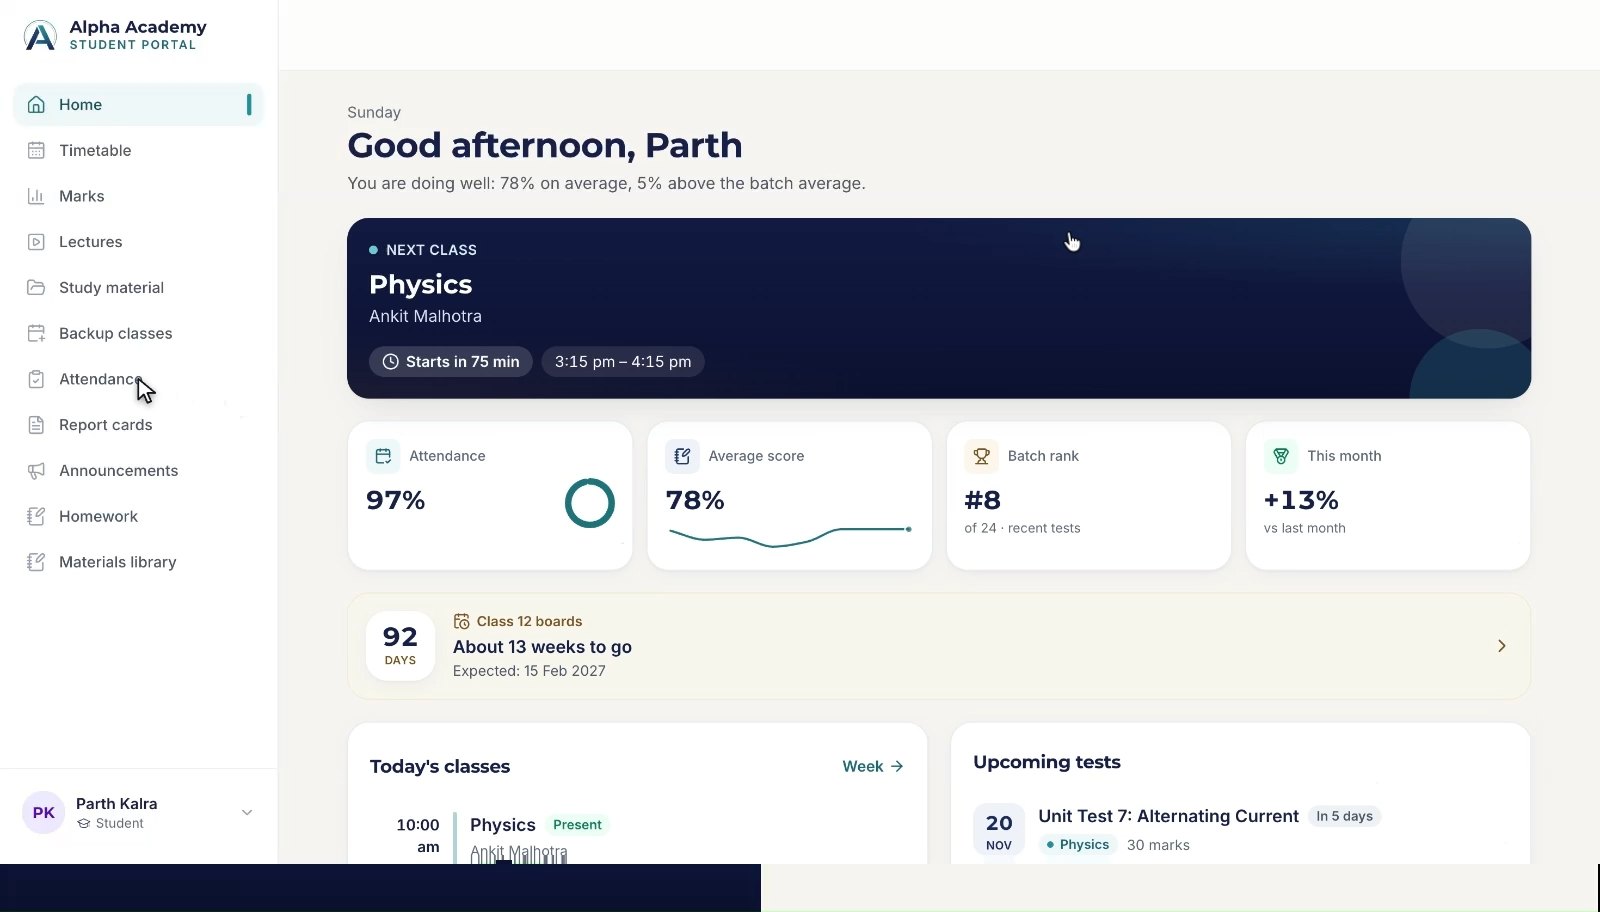 Alpha Academy
STUDENT PORTAL
Home
Timetable
Marks
Lectures
Study material
Backup classes
Attendance
Report cards
Announcements
Homework
Materials library
PK
Parth Kalra
Student
Sunday
Good afternoon, Parth
You are doing well: 78% on average, 5% above the batch average.
NEXT CLASS
Physics
Ankit Malhotra
Starts in 75 min
3:15 pm – 4:15 pm
Attendance
97%
Average score
78%
Batch rank
#8
of 24 · recent tests
This month
+13%
vs last month
92
DAYS
Class 12 boards
About 13 weeks to go
Expected: 15 Feb 2027
Today's classes
Week
10:00
am
Physics
Present
Ankit Malhotra
Upcoming tests
20
NOV
Unit Test 7: Alternating Current
In 5 days
Physics
30 marks